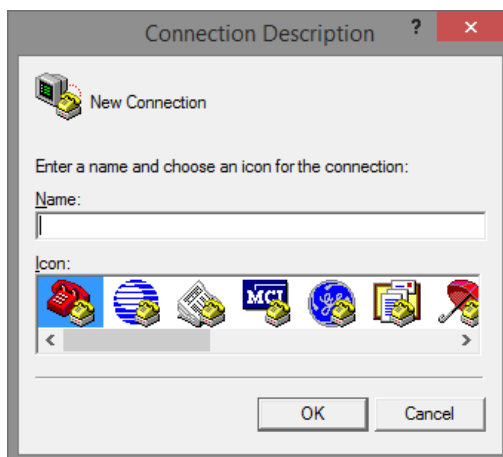 Connection Description ?
New Connection
Enter a name and choose an icon for the connection:
Name:
Icon:
MCI
OK Cancel